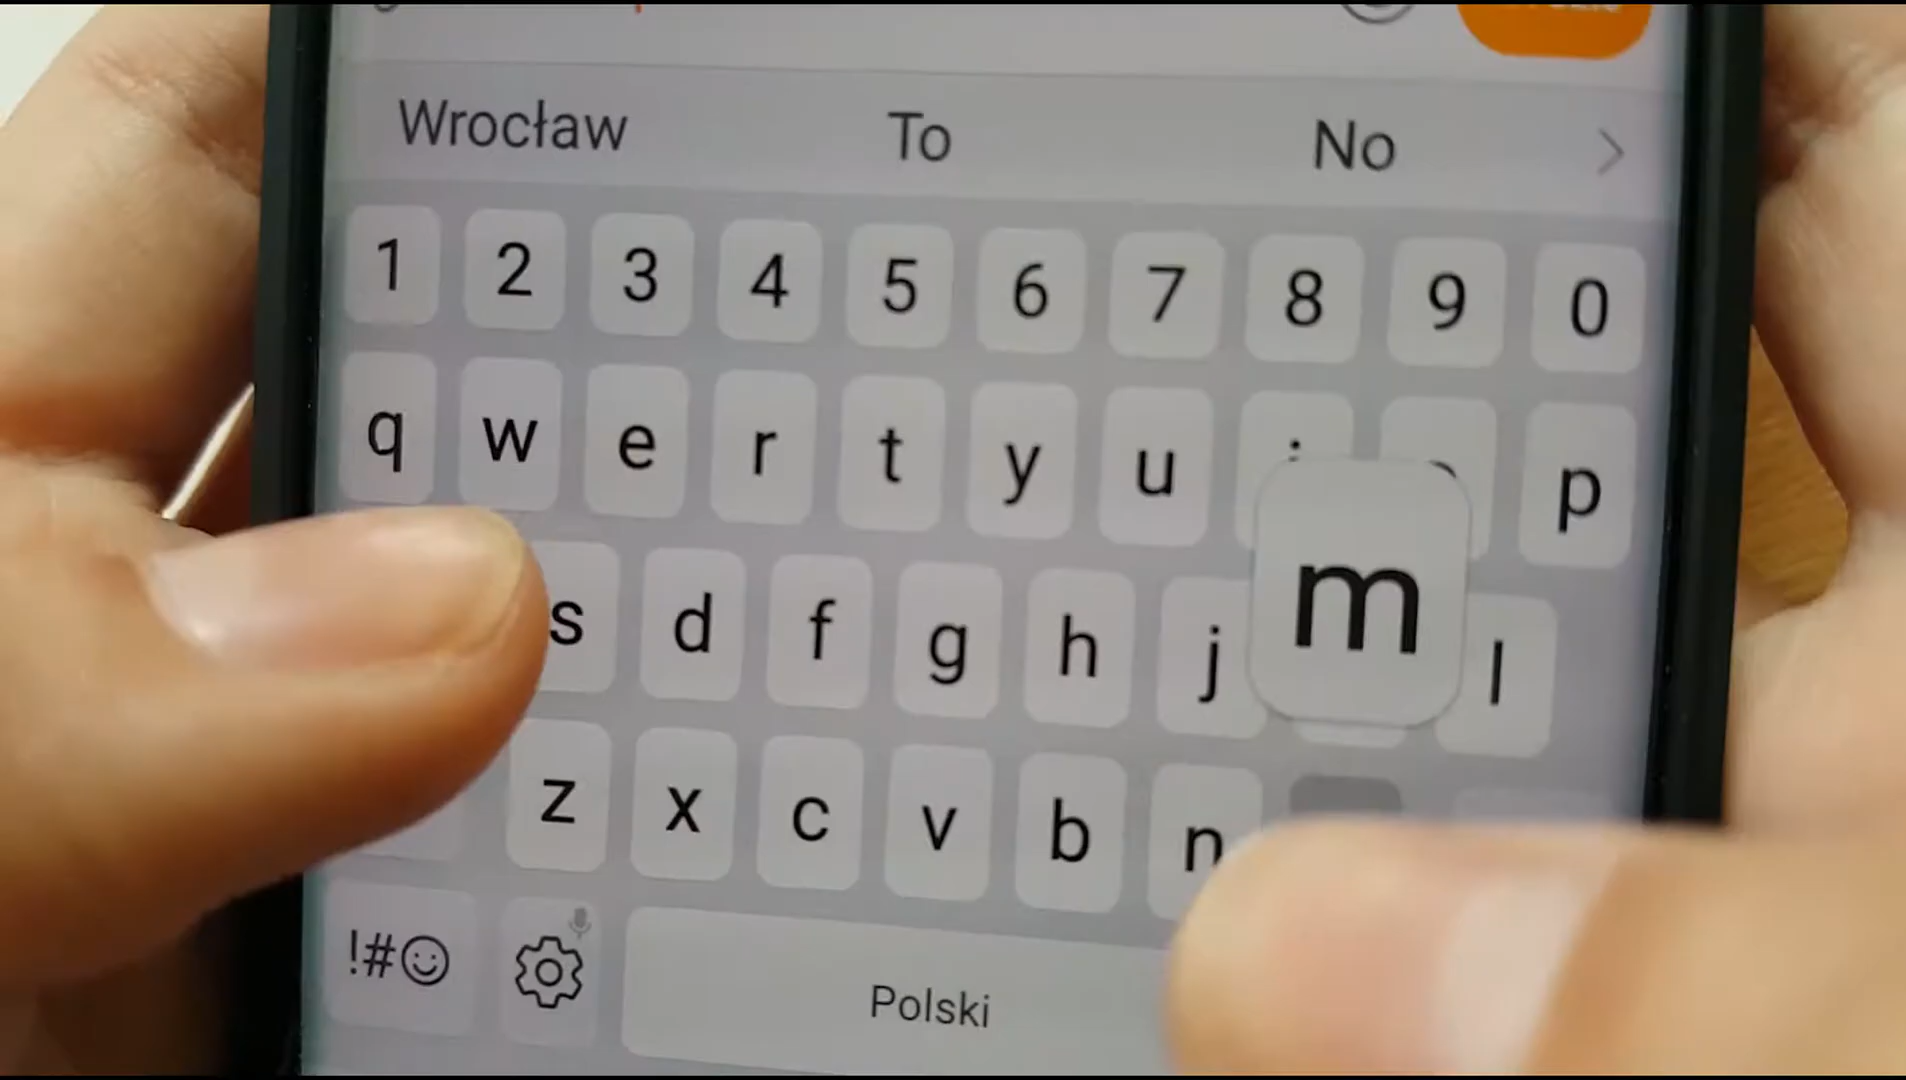 Wrocław To No
1 2 3 4 5 6 7 8 9 0
q w e r t y u p
s d f g h j m l
z x c v b n
!#☺
Polski